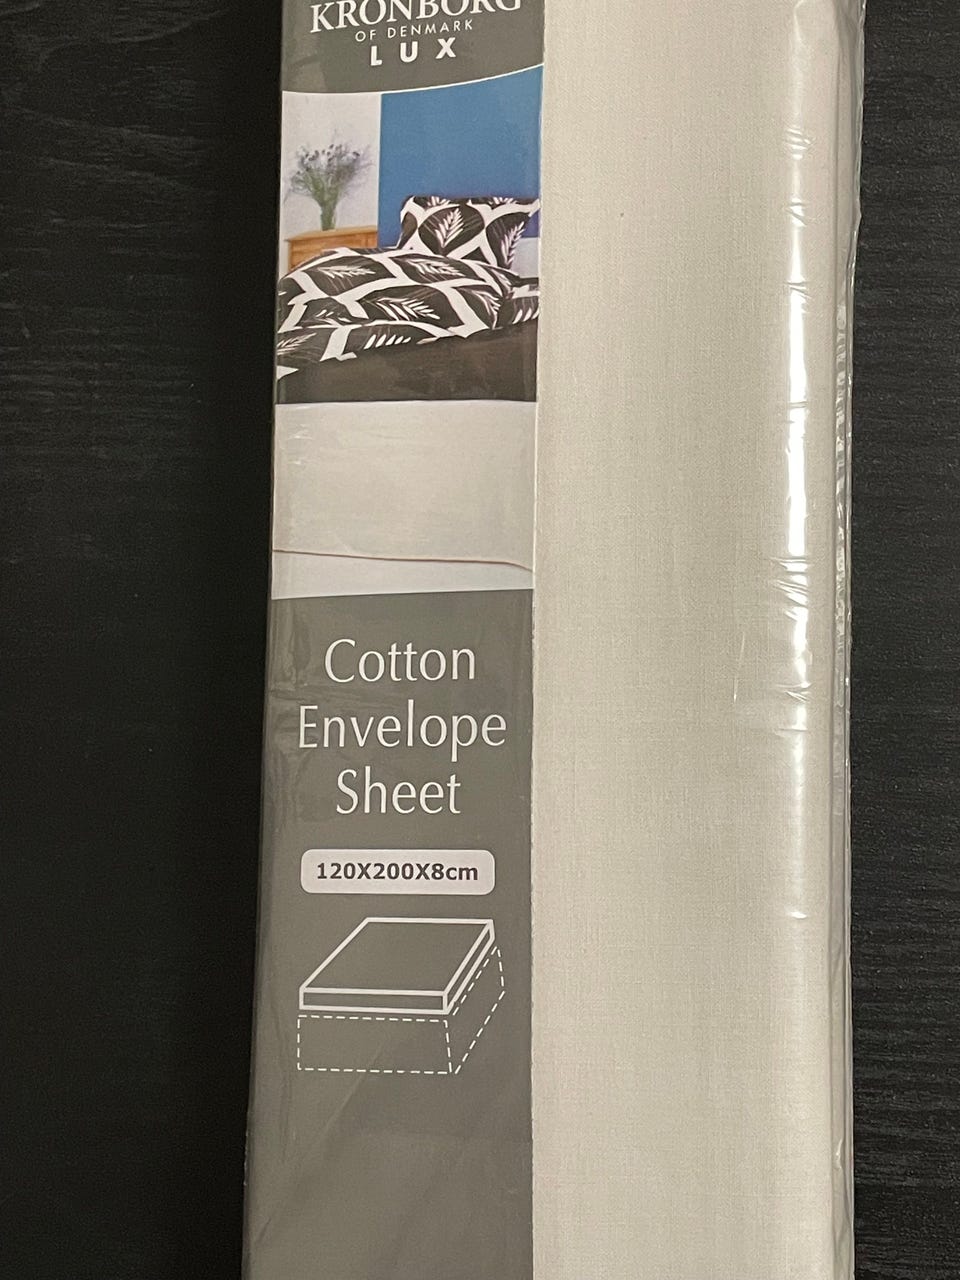 KRONBORG
OF DENMARK
LUX
Cotton
Envelope
Sheet
120X200X8cm